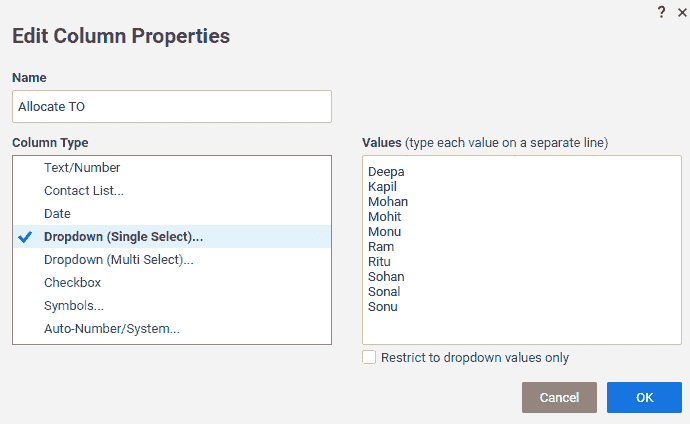 ?
Edit Column Properties
Name
Allocate TO
Column Type
Text/Number
Contact List...
Date
Dropdown (Single Select)...
Dropdown (Multi Select)...
Checkbox
Symbols...
Auto-Number/System...
Values (type each value on a separate line)
Deepa
Kapil
Mohan
Mohit
Monu
Ram
Ritu
Sohan
Sonal
Sonu
Restrict to dropdown values only
Cancel
OK